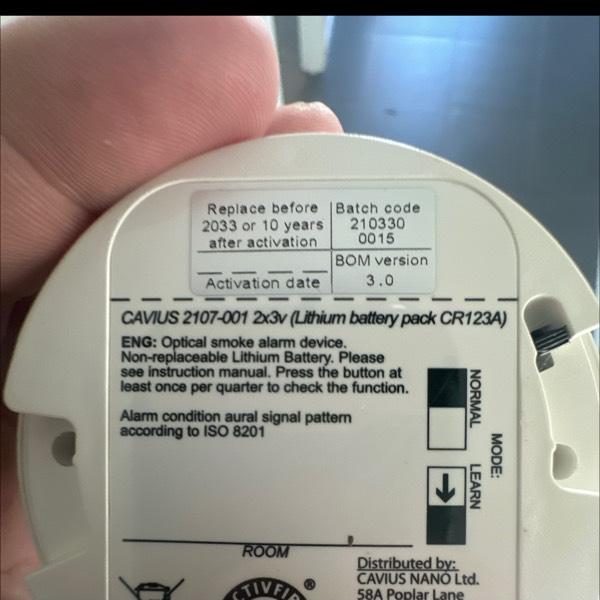 Replace before
2033 or 10 years
after activation
Activation date
Batch code
210330
0015
BOM version
3.0
CAVIUS 2107-001 2x3v (Lithium battery pack CR123A)
ENG: Optical smoke alarm device.
Non-replaceable Lithium Battery. Please
see instruction manual. Press the button at
least once per quarter to check the function.
Alarm condition aural signal pattern
according to ISO 8201
NORMAL
MODE:
LEARN
ROOM
Distributed by:
CAVIUS NANO Ltd.
58A Poplar Lane